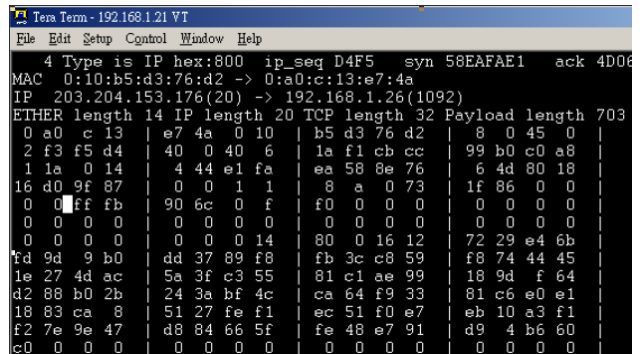 Tera Term - 192.168.1.21 VT
File Edit Setup Control Window Help
4 Type is IP hex:800 ip_seq D4F5 syn 58EAFAE1 ack 4D06
MAC 0:10:b5:d3:76:d2 -> 0:a0:cc:13:e7:4a
IP 203.204.153.176(20) -> 192.168.1.26(1092)
ETHER length 14 IP length 20 TCP length 32 Payload length 703
0 a0 c 13 | e7 4a 0 10 | b5 d3 76 d2 | 8 0 45 0 |
2 f3 f5 d4 | 40 0 40 6 | 1a f1 cb cc | 99 b0 c0 a8 |
1 1a 0 14 | 4 44 e1 fa | ea 58 8e 76 | 6 4d 80 18 |
16 d0 9f 87 | 0 0 1 1 | 8 a 0 73 | 1f 86 0 0 |
0 0 ff fb | 90 6c 0 f | f0 0 0 0 | 0 0 0 0 |
0 0 0 0 | 0 0 0 0 | 0 0 0 0 | 0 0 0 0 |
0 0 0 0 | 0 0 0 14 | 80 0 16 12 | 72 29 e4 6b |
fd 9d 9 b0 | dd 37 89 f8 | fb 3c c8 59 | f8 74 44 45 |
1e 27 4d ac | 5a 3f c3 55 | 81 c1 ae 99 | 18 9d f 64 |
d2 88 b0 2b | 24 3a bf 4c | ca 64 f9 33 | 81 c6 e0 e1 |
18 83 ca 8 | 51 27 fe f1 | ec 51 f0 e7 | eb 10 a3 f1 |
f2 7e 9e 47 | d8 84 66 5f | fe 48 e7 91 | d9 4 b6 60 |
c0 0 0 0 | 0 0 0 0 | 0 0 0 0 | 0 0 0 0 |